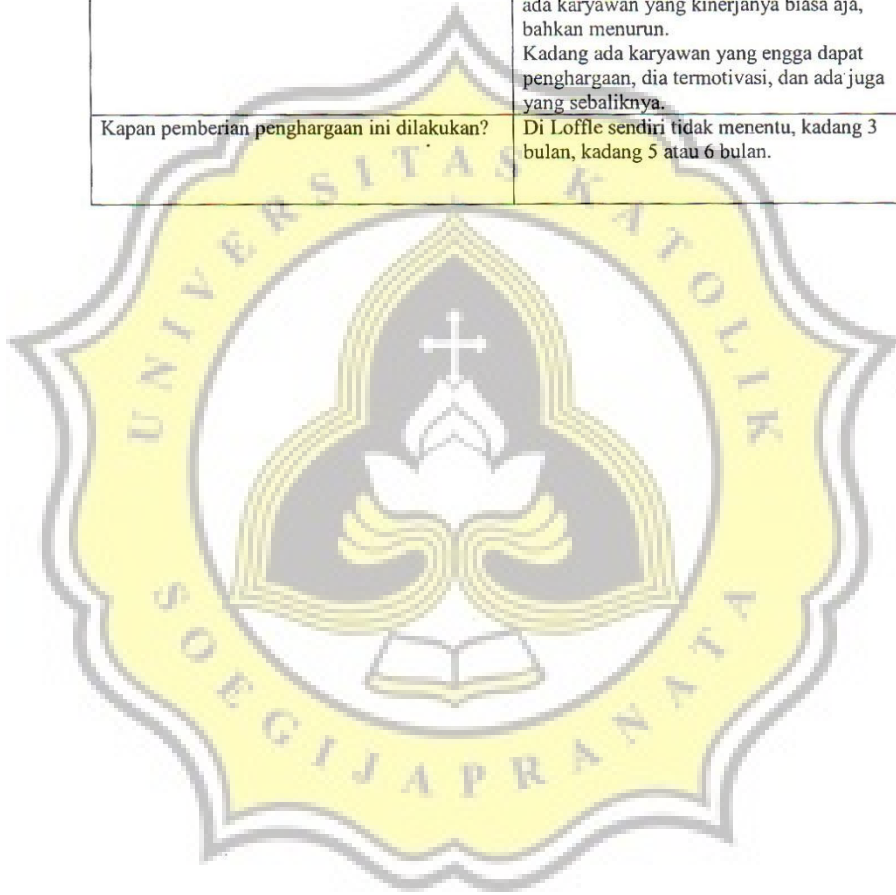 ada karyawan yang kinerjanya biasa aja,
bahkan menurun.
Kadang ada karyawan yang engga dapat
penghargaan, dia termotivasi, dan ada juga
yang sebaliknya.
Kapan pemberian penghargaan ini dilakukan?
Di Loffle sendiri tidak menentu, kadang 3
bulan, kadang 5 atau 6 bulan.
UNIVERSITAS KATOLIK
SOEGIJAPRANATA